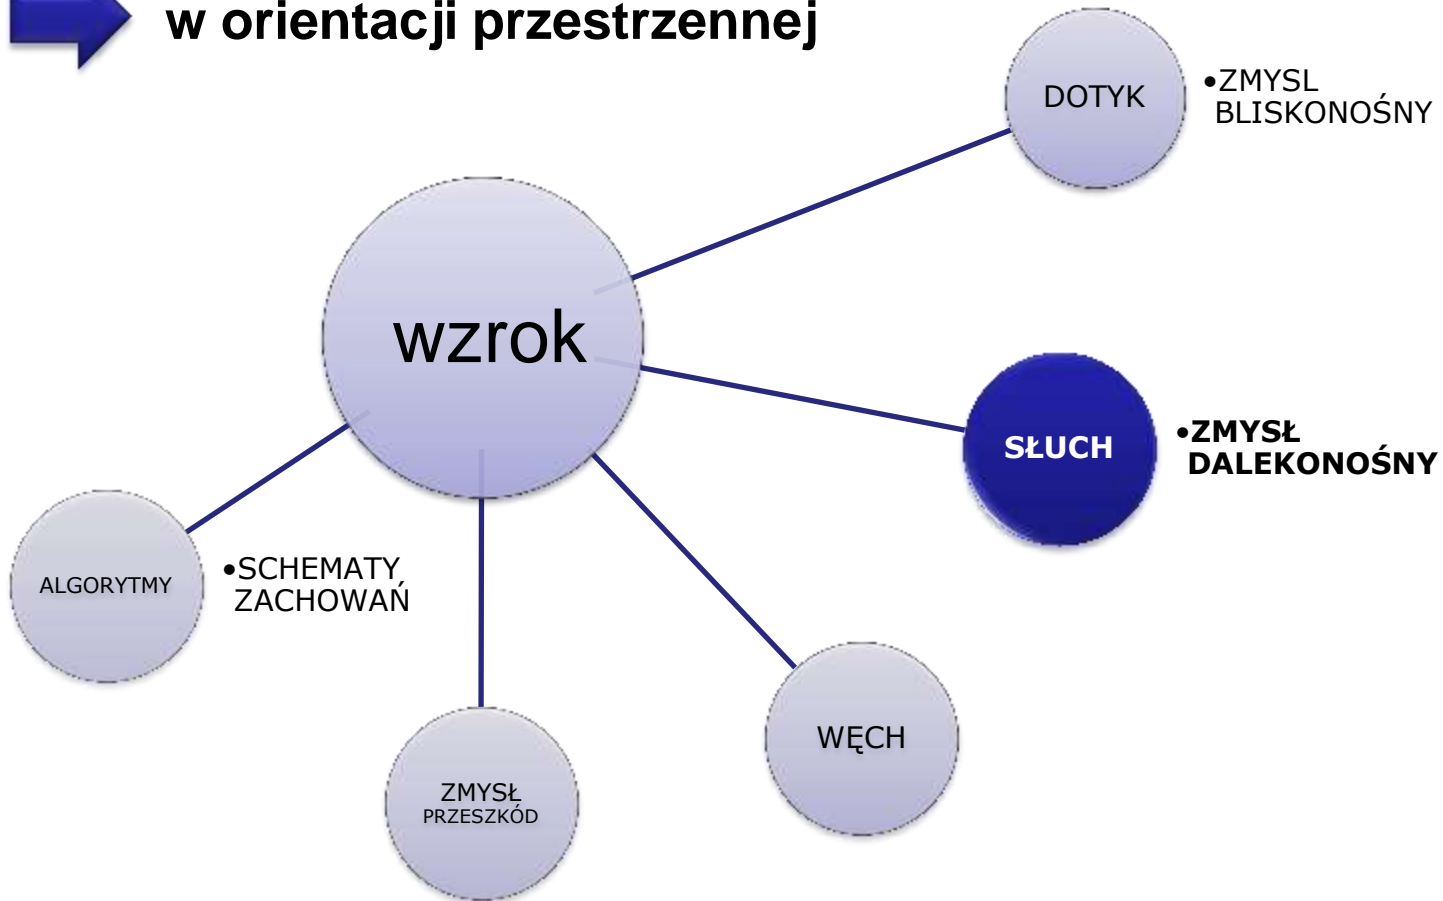 w orientacji przestrzennej
DOTYK
•ZMYSL
BLISKONOŚNY
wzrok
SŁUCH
•ZMYSŁ
DALEKONOŚNY
ALGORYTMY
•SCHEMATY
ZACHOWAŃ
WĘCH
ZMYSŁ
PRZESZKÓD